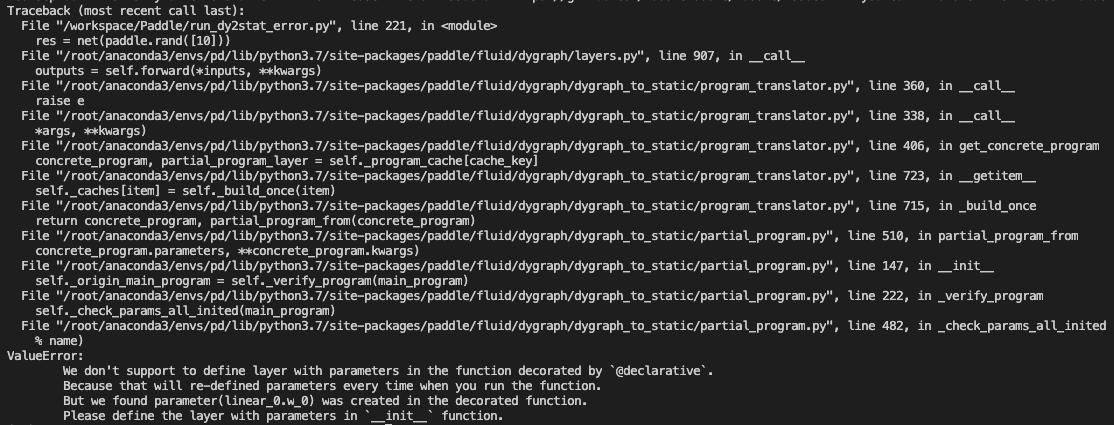 Traceback (most recent call last):
File "/workspace/Paddle/run_dy2stat_error.py", line 221, in <module>
res = net(paddle.rand([10]))
File "/root/anaconda3/envs/pd/lib/python3.7/site-packages/paddle/fluid/dygraph/layers.py", line 907, in __call__
outputs = self.forward(*inputs, **kwargs)
File "/root/anaconda3/envs/pd/lib/python3.7/site-packages/paddle/fluid/dygraph/dygraph_to_static/program_translator.py", line 360, in __call__
raise e
File "/root/anaconda3/envs/pd/lib/python3.7/site-packages/paddle/fluid/dygraph/dygraph_to_static/program_translator.py", line 338, in __call__
*args, **kwargs)
File "/root/anaconda3/envs/pd/lib/python3.7/site-packages/paddle/fluid/dygraph/dygraph_to_static/program_translator.py", line 406, in get_concrete_program
concrete_program, partial_program_layer = self._program_cache[cache_key]
File "/root/anaconda3/envs/pd/lib/python3.7/site-packages/paddle/fluid/dygraph/dygraph_to_static/program_translator.py", line 723, in __getitem__
self._caches[item] = self._build_once(item)
File "/root/anaconda3/envs/pd/lib/python3.7/site-packages/paddle/fluid/dygraph/dygraph_to_static/program_translator.py", line 715, in _build_once
return concrete_program, partial_program_from(concrete_program)
File "/root/anaconda3/envs/pd/lib/python3.7/site-packages/paddle/fluid/dygraph/dygraph_to_static/partial_program.py", line 510, in partial_program_from
concrete_program.parameters, **concrete_program.kwargs)
File "/root/anaconda3/envs/pd/lib/python3.7/site-packages/paddle/fluid/dygraph/dygraph_to_static/partial_program.py", line 147, in __init__
self._origin_main_program = self._verify_program(main_program)
File "/root/anaconda3/envs/pd/lib/python3.7/site-packages/paddle/fluid/dygraph/dygraph_to_static/partial_program.py", line 222, in _verify_program
self._check_params_all_inited(main_program)
File "/root/anaconda3/envs/pd/lib/python3.7/site-packages/paddle/fluid/dygraph/dygraph_to_static/partial_program.py", line 482, in _check_params_all_inited
% name)
ValueError:
We don't support to define layer with parameters in the function decorated by `@declarative`.
Because that will re-defined parameters every time when you run the function.
But we found parameter(linear_0.w_0) was created in the decorated function.
Please define the layer with parameters in `__init__` function.